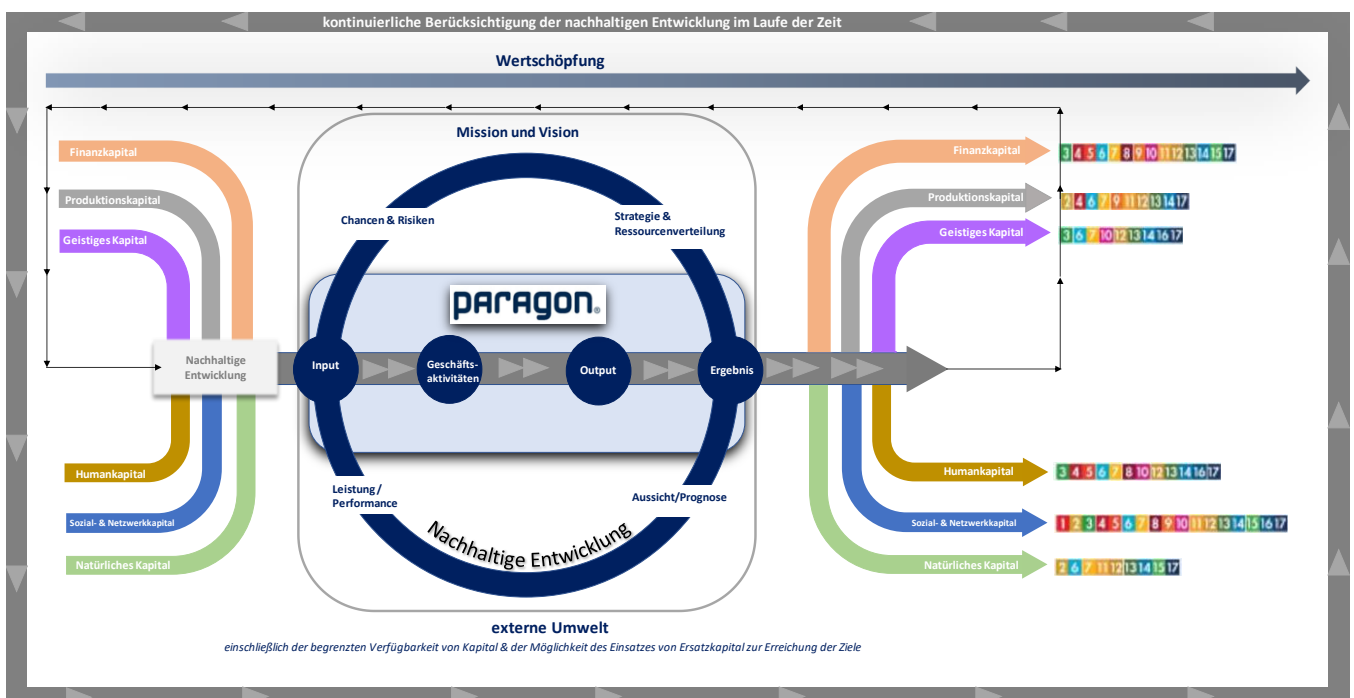 kontinuierliche Berücksichtigung der nachhaltigen Entwicklung im Laufe der Zeit
Wertschöpfung
Mission und Vision
Finanzkapital
Produktionskapital
Geistiges Kapital
Chancen & Risiken
Strategie &
Ressourcenverteilung
Finanzkapital
3 4 5 6 7 8 9 10 11 12 13 14 15 17
Produktionskapital
2 4 6 7 9 11 12 13 14 17
Geistiges Kapital
3 6 7 10 12 13 14 16 17
paragon®
Nachhaltige
Entwicklung
Input
Geschäfts-
aktivitäten
Output
Ergebnis
Humankapital
Sozial- & Netzwerkkapital
Natürliches Kapital
Leistung /
Performance
Aussicht/Prognose
Nachhaltige Entwicklung
Humankapital
3 4 5 6 7 8 10 12 13 14 16 17
Sozial- & Netzwerkkapital
1 2 3 4 5 6 7 8 9 10 11 12 13 14 15 16 17
Natürliches Kapital
2 6 7 11 12 13 14 15 17
externe Umwelt
einschließlich der begrenzten Verfügbarkeit von Kapital & der Möglichkeit des Einsatzes von Ersatzkapital zur Erreichung der Ziele